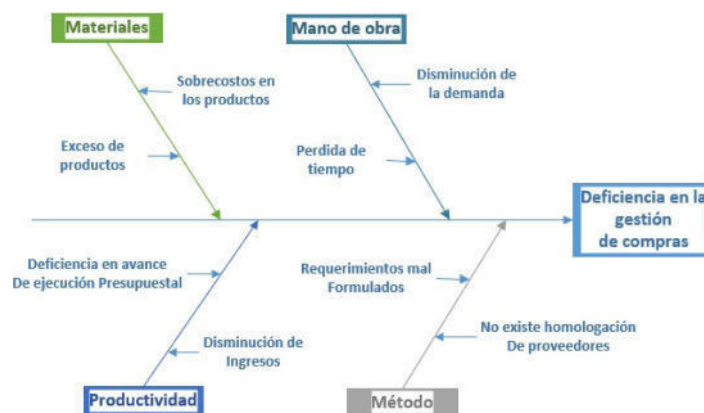 Materiales
Mano de obra
Sobrecostos en
los productos
Disminución de
la demanda
Exceso de
productos
Perdida de
tiempo
Deficiencia en la
gestión
de compras
Deficiencia en avance
De ejecución Presupuestal
Requerimientos mal
Formulados
Disminución de
Ingresos
No existe homologación
De proveedores
Productividad
Método